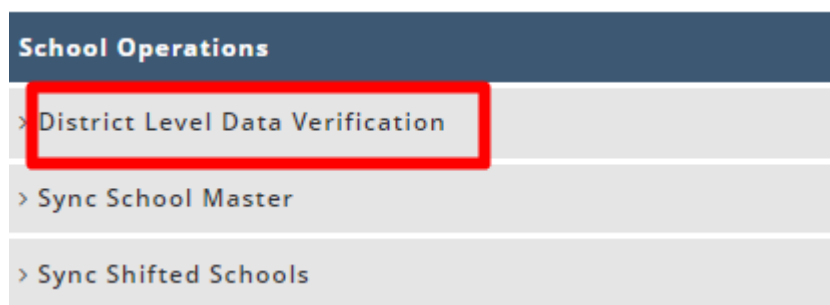 School Operations
> District Level Data Verification
> Sync School Master
> Sync Shifted Schools